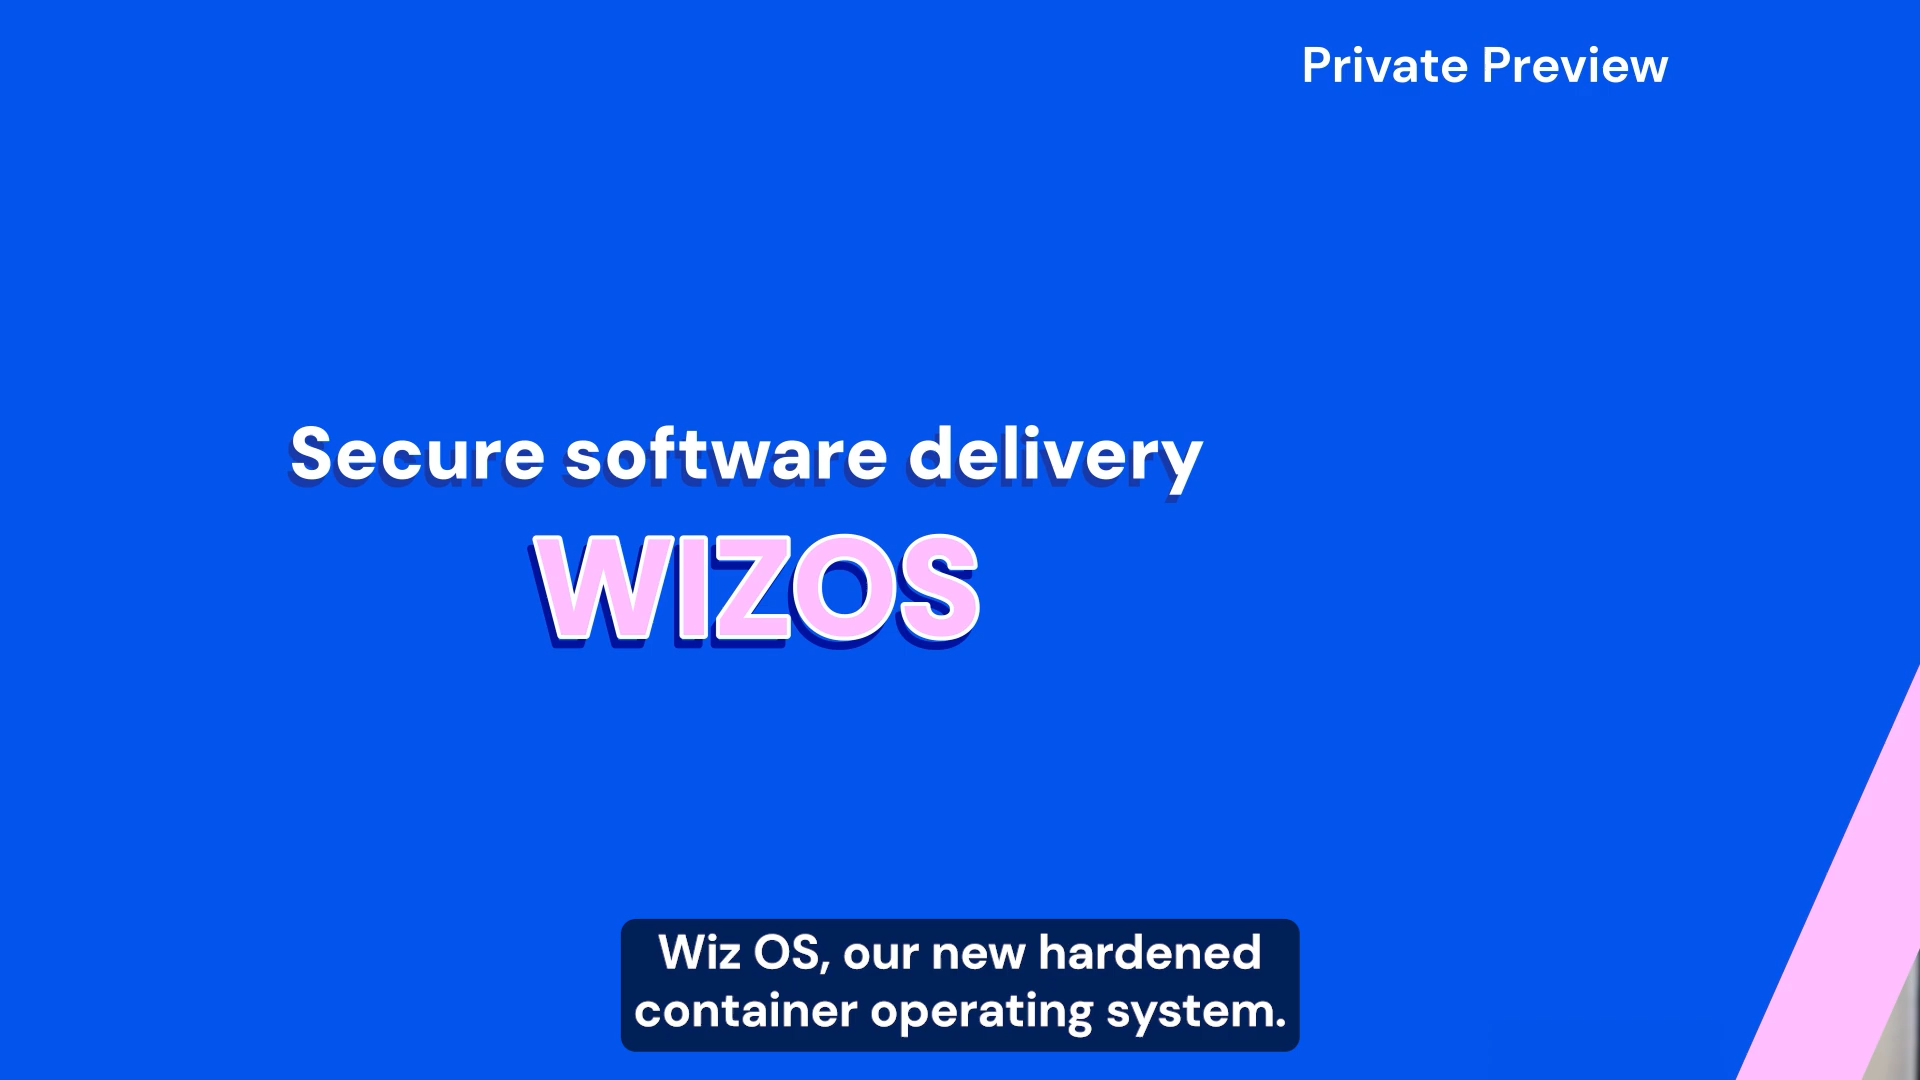 Private Preview
Secure software delivery
WIZOS
Wiz OS, our new hardened
container operating system.